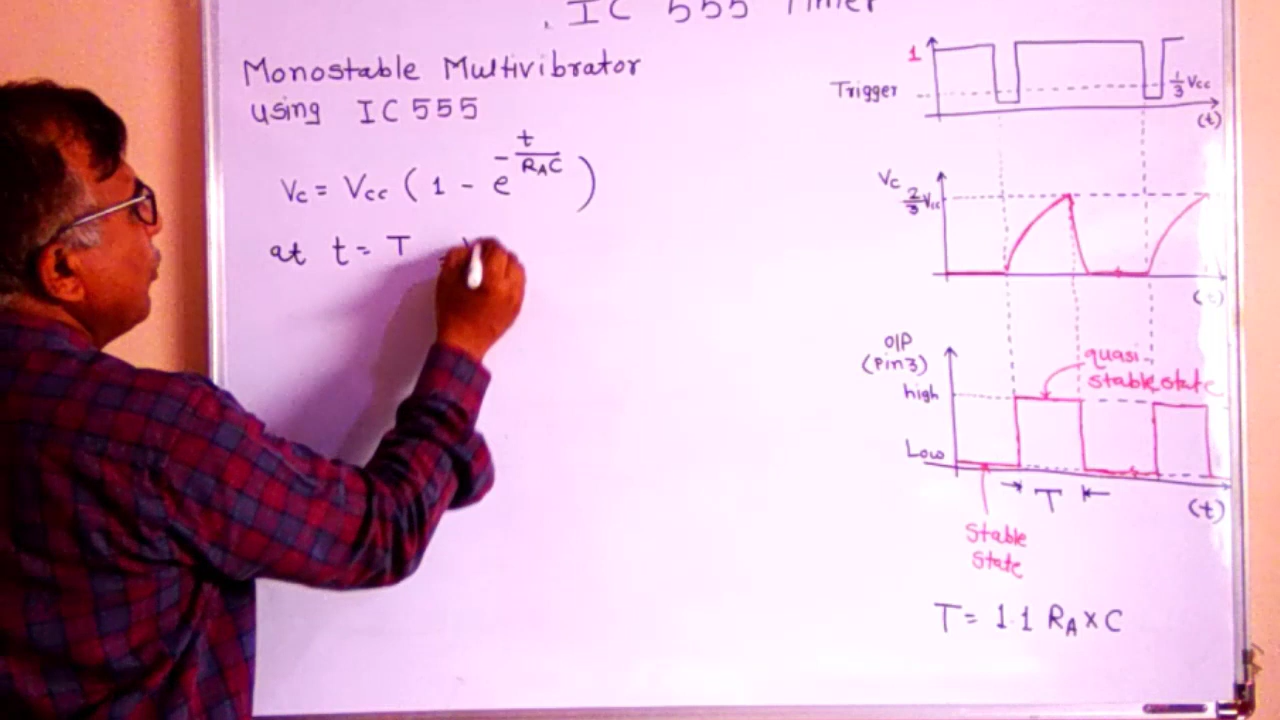 . IC 555 Timer
Monostable Multivibrator
using IC 555
Vc = Vcc ( 1 - e^-t/RAC )
at t = T
1
Trigger
1/3 Vcc
(t)
Vc
2/3 Vcc
(t)
O/P
(Pin3)
high
Low
quasi-
stable state
T
(t)
Stable
State
T = 1.1 RA × C